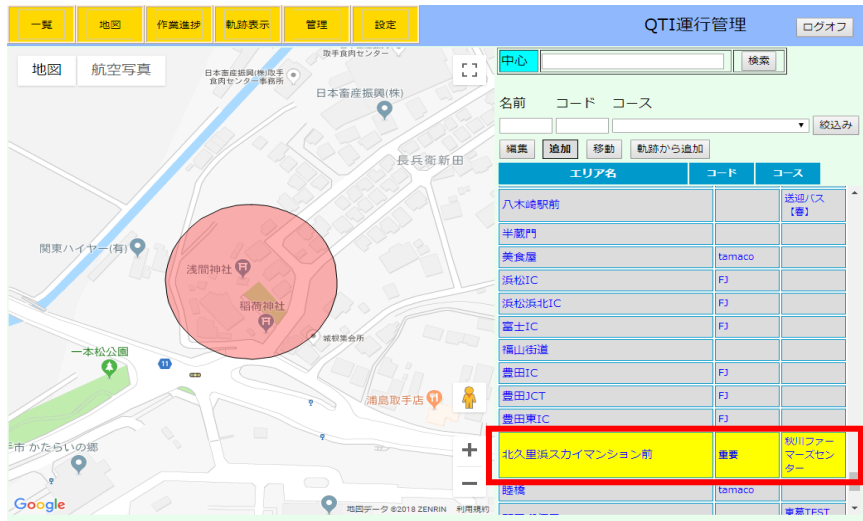 一覧 地図 作業進捗 軌跡表示 管理 設定 QTI運行管理 ログオフ
地図 航空写真
取手食肉センター
日本畜産振興(株)取手
食肉センター事務所
日本畜産振興(株)
長兵衛新田
関東ハイヤー(有)
浅間神社
稲荷神社
城根集会所
一本松公園
11
浦島取手店
手市 かたらいの郷
Google
地図データ ©2018 ZENRIN 利用規約
中心 検索
名前 コード コース
絞込み
編集 追加 移動 軌跡から追加
エリア名 コード コース
八木崎駅前 送迎バス
【春】
半蔵門
美食屋 tamaco
浜松IC FJ
浜松浜北IC FJ
富士IC FJ
福山街道
豊田IC FJ
豊田JCT FJ
豊田東IC FJ
北久里浜スカイマンション前 重要 秋川ファー
マーズセン
ター
睦橋 tamaco
東葛TEST